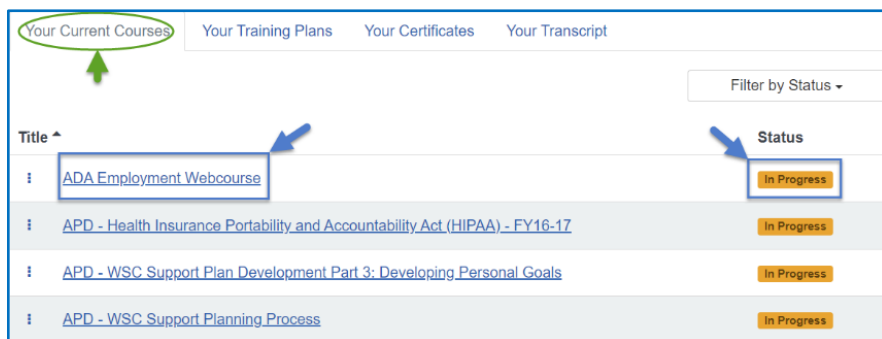 Your Current Courses Your Training Plans Your Certificates Your Transcript
Filter by Status
Title Status
ADA Employment Webcourse In Progress
APD - Health Insurance Portability and Accountability Act (HIPAA) - FY16-17 In Progress
APD - WSC Support Plan Development Part 3: Developing Personal Goals In Progress
APD - WSC Support Planning Process In Progress